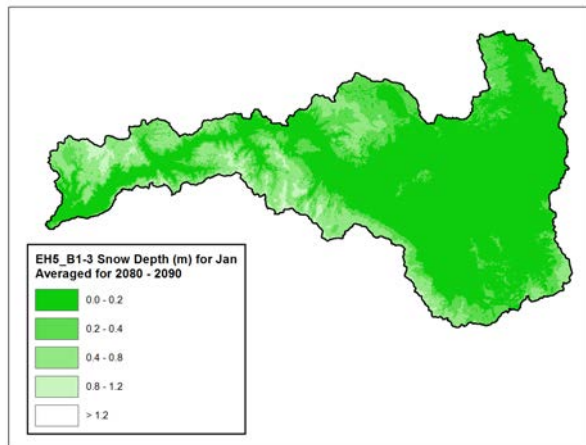 EH5_B1-3 Snow Depth (m) for Jan
Averaged for 2080 - 2090
0.0 - 0.2
0.2 - 0.4
0.4 - 0.8
0.8 - 1.2
> 1.2